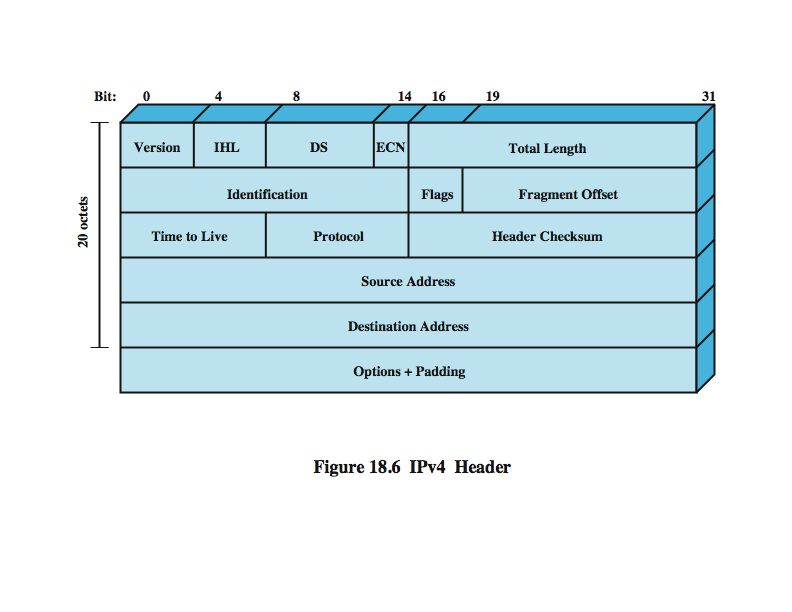 Bit: 0 4 8 14 16 19 31
Version IHL DS ECN Total Length
Identification Flags Fragment Offset
Time to Live Protocol Header Checksum
Source Address
Destination Address
Options + Padding
20 octets
Figure 18.6 IPv4 Header